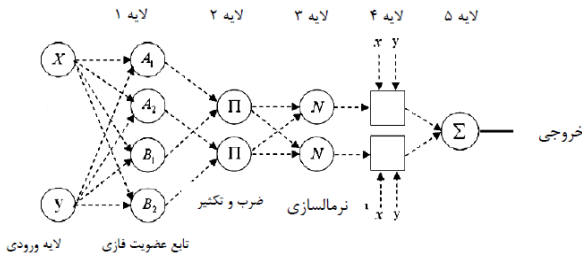 لایه ۱ لایه ۲ لایه ۳ لایه ۴ لایه ۵
x y
X A₁
A₂ Π N
Σ خروجی
B₁ Π N
y B₂
x y
ضرب و تکثیر نرمالسازی
لایه ورودی تابع عضویت فازی